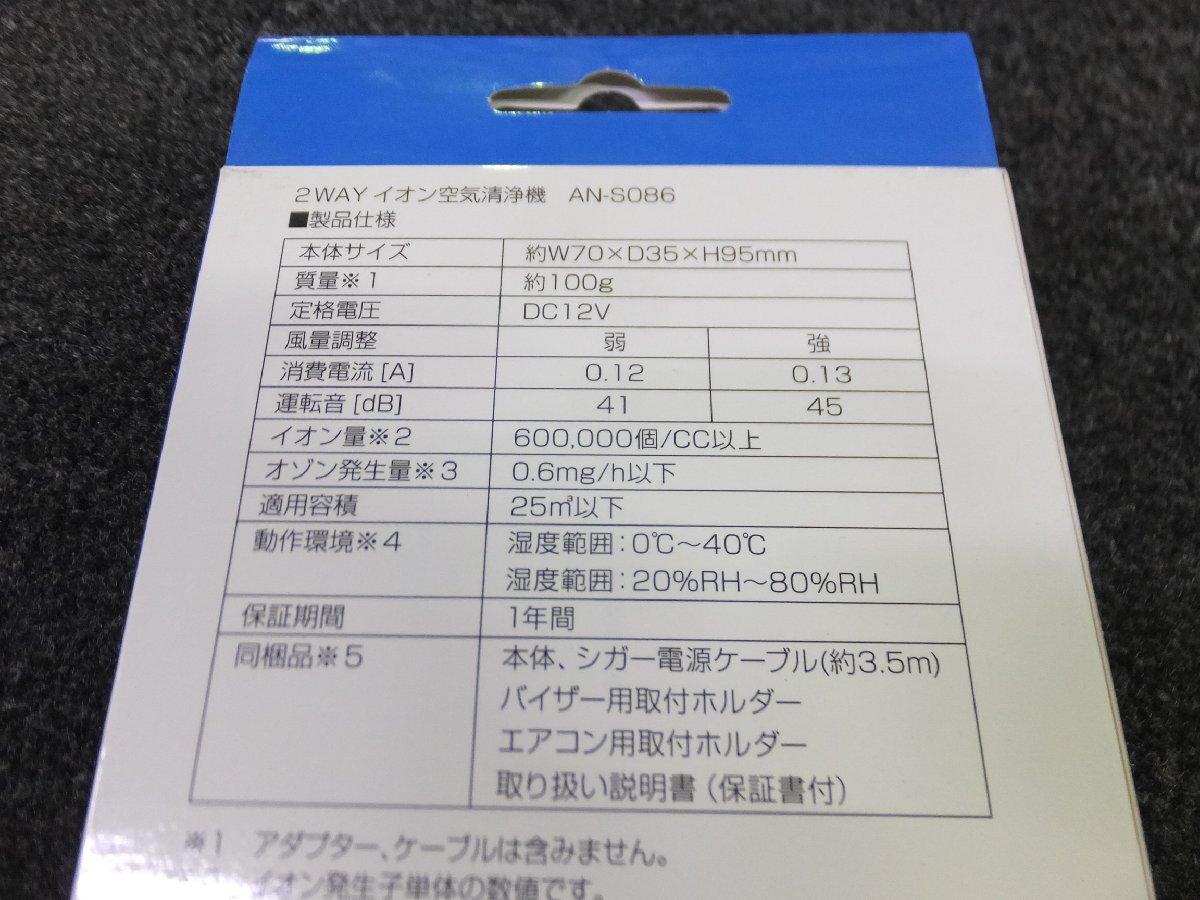 2WAY イオン空気清浄機 AN-S086
■製品仕様
本体サイズ 約W70×D35×H95mm
質量※1 約100g
定格電圧 DC12V
風量調整 弱 強
消費電流[A] 0.12 0.13
運転音[dB] 41 45
イオン量※2 600,000個/CC以上
オゾン発生量※3 0.6mg/h以下
適用容積 25㎥以下
動作環境※4 湿度範囲:0℃～40℃
湿度範囲:20%RH～80%RH
保証期間 1年間
同梱品※5 本体、シガー電源ケーブル(約3.5m)
バイザー用取付ホルダー
エアコン用取付ホルダー
取り扱い説明書(保証書付)
※1 アダプター、ケーブルは含みません。
イオン発生子単体の数値です。